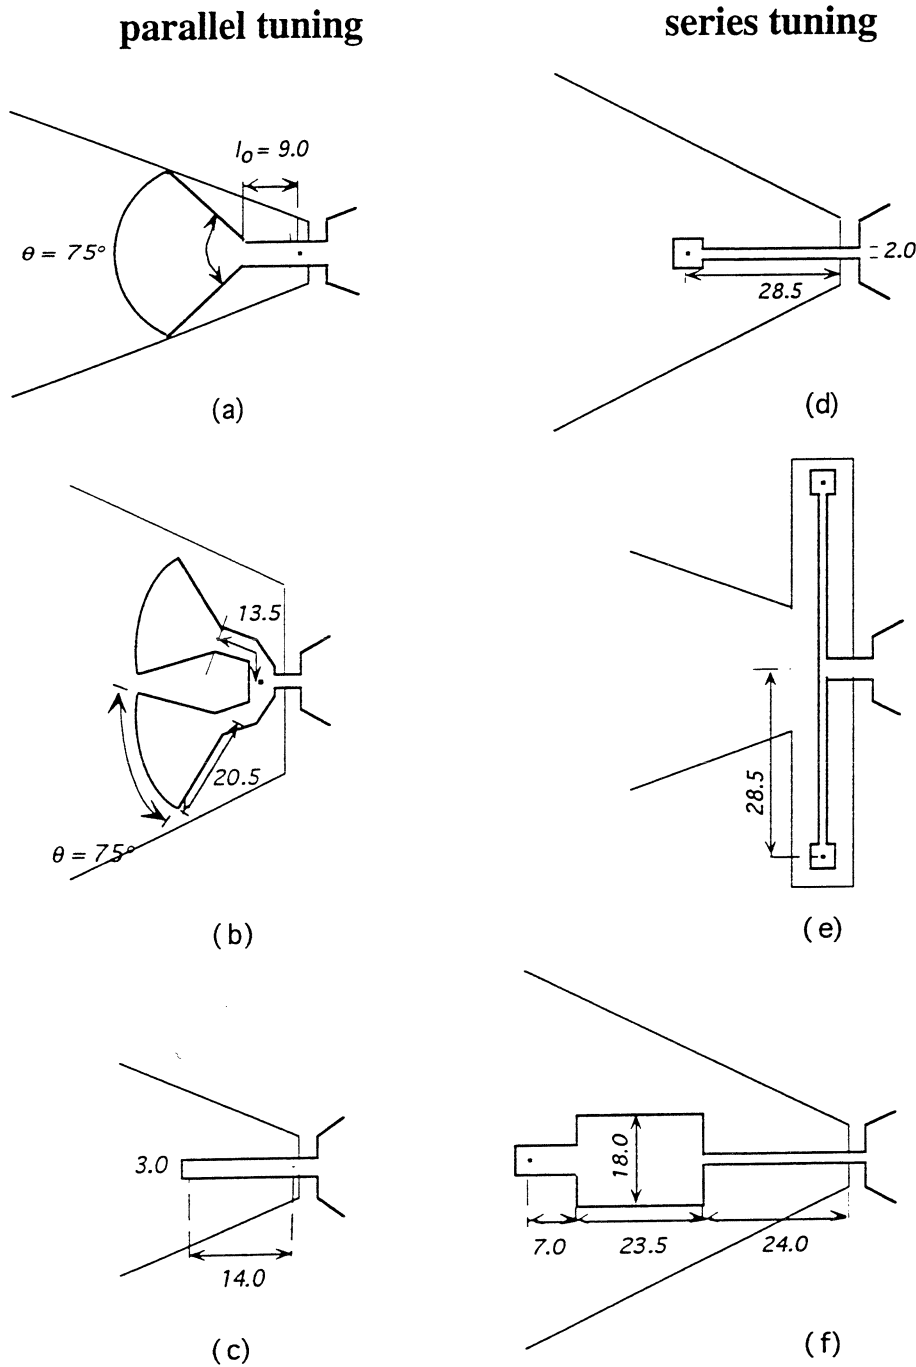 parallel tuning
series tuning
lo = 9.0
θ = 75°
(a)
2.0
28.5
(d)
13.5
20.5
θ = 75°
(b)
28.5
(e)
3.0
14.0
(c)
18.0
7.0
23.5
24.0
(f)